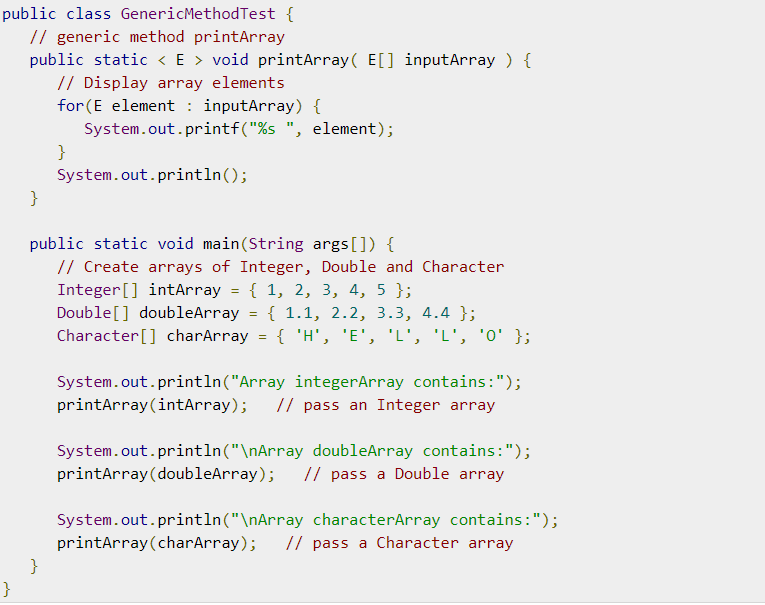 public class GenericMethodTest {
   // generic method printArray
   public static < E > void printArray( E[] inputArray ) {
      // Display array elements
      for(E element : inputArray) {
         System.out.printf("%s ", element);
      }
      System.out.println();
   }

   public static void main(String args[]) {
      // Create arrays of Integer, Double and Character
      Integer[] intArray = { 1, 2, 3, 4, 5 };
      Double[] doubleArray = { 1.1, 2.2, 3.3, 4.4 };
      Character[] charArray = { 'H', 'E', 'L', 'L', 'O' };

      System.out.println("Array integerArray contains:");
      printArray(intArray);   // pass an Integer array

      System.out.println("\nArray doubleArray contains:");
      printArray(doubleArray);   // pass a Double array

      System.out.println("\nArray characterArray contains:");
      printArray(charArray);   // pass a Character array
   }
}